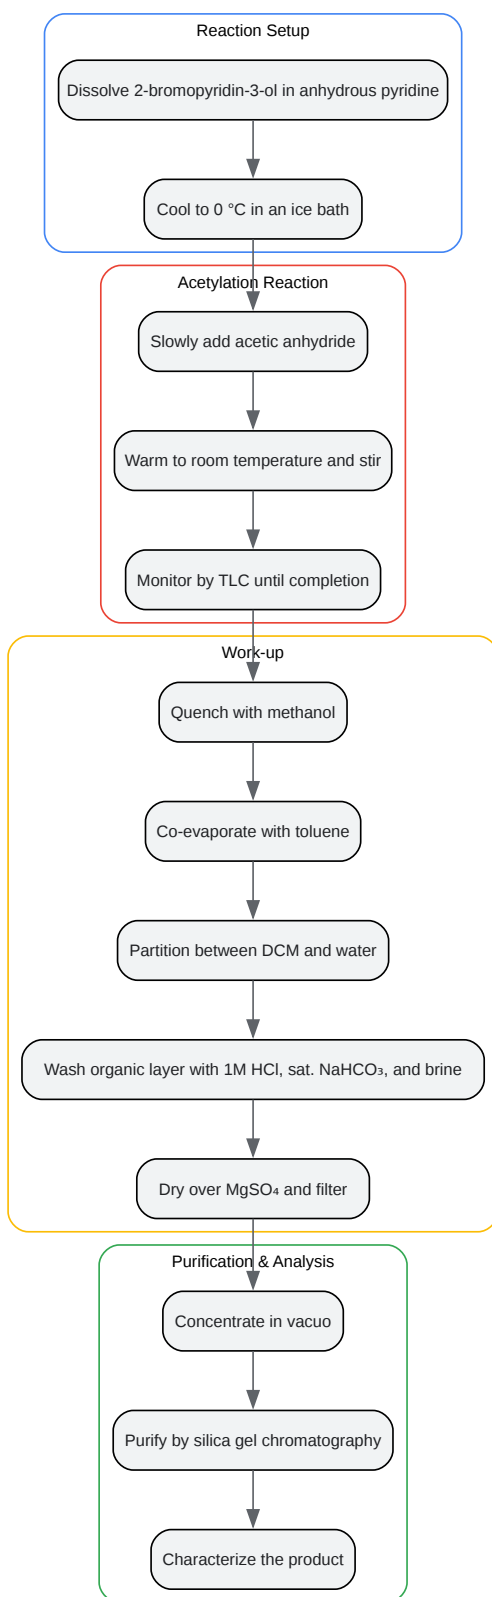 Reaction Setup
Dissolve 2-bromopyridin-3-ol in anhydrous pyridine
Cool to 0 °C in an ice bath
Acetylation Reaction
Slowly add acetic anhydride
Warm to room temperature and stir
Monitor by TLC until completion
Work-up
Quench with methanol
Co-evaporate with toluene
Partition between DCM and water
Wash organic layer with 1M HCl, sat. NaHCO₃, and brine
Dry over MgSO₄ and filter
Purification & Analysis
Concentrate in vacuo
Purify by silica gel chromatography
Characterize the product